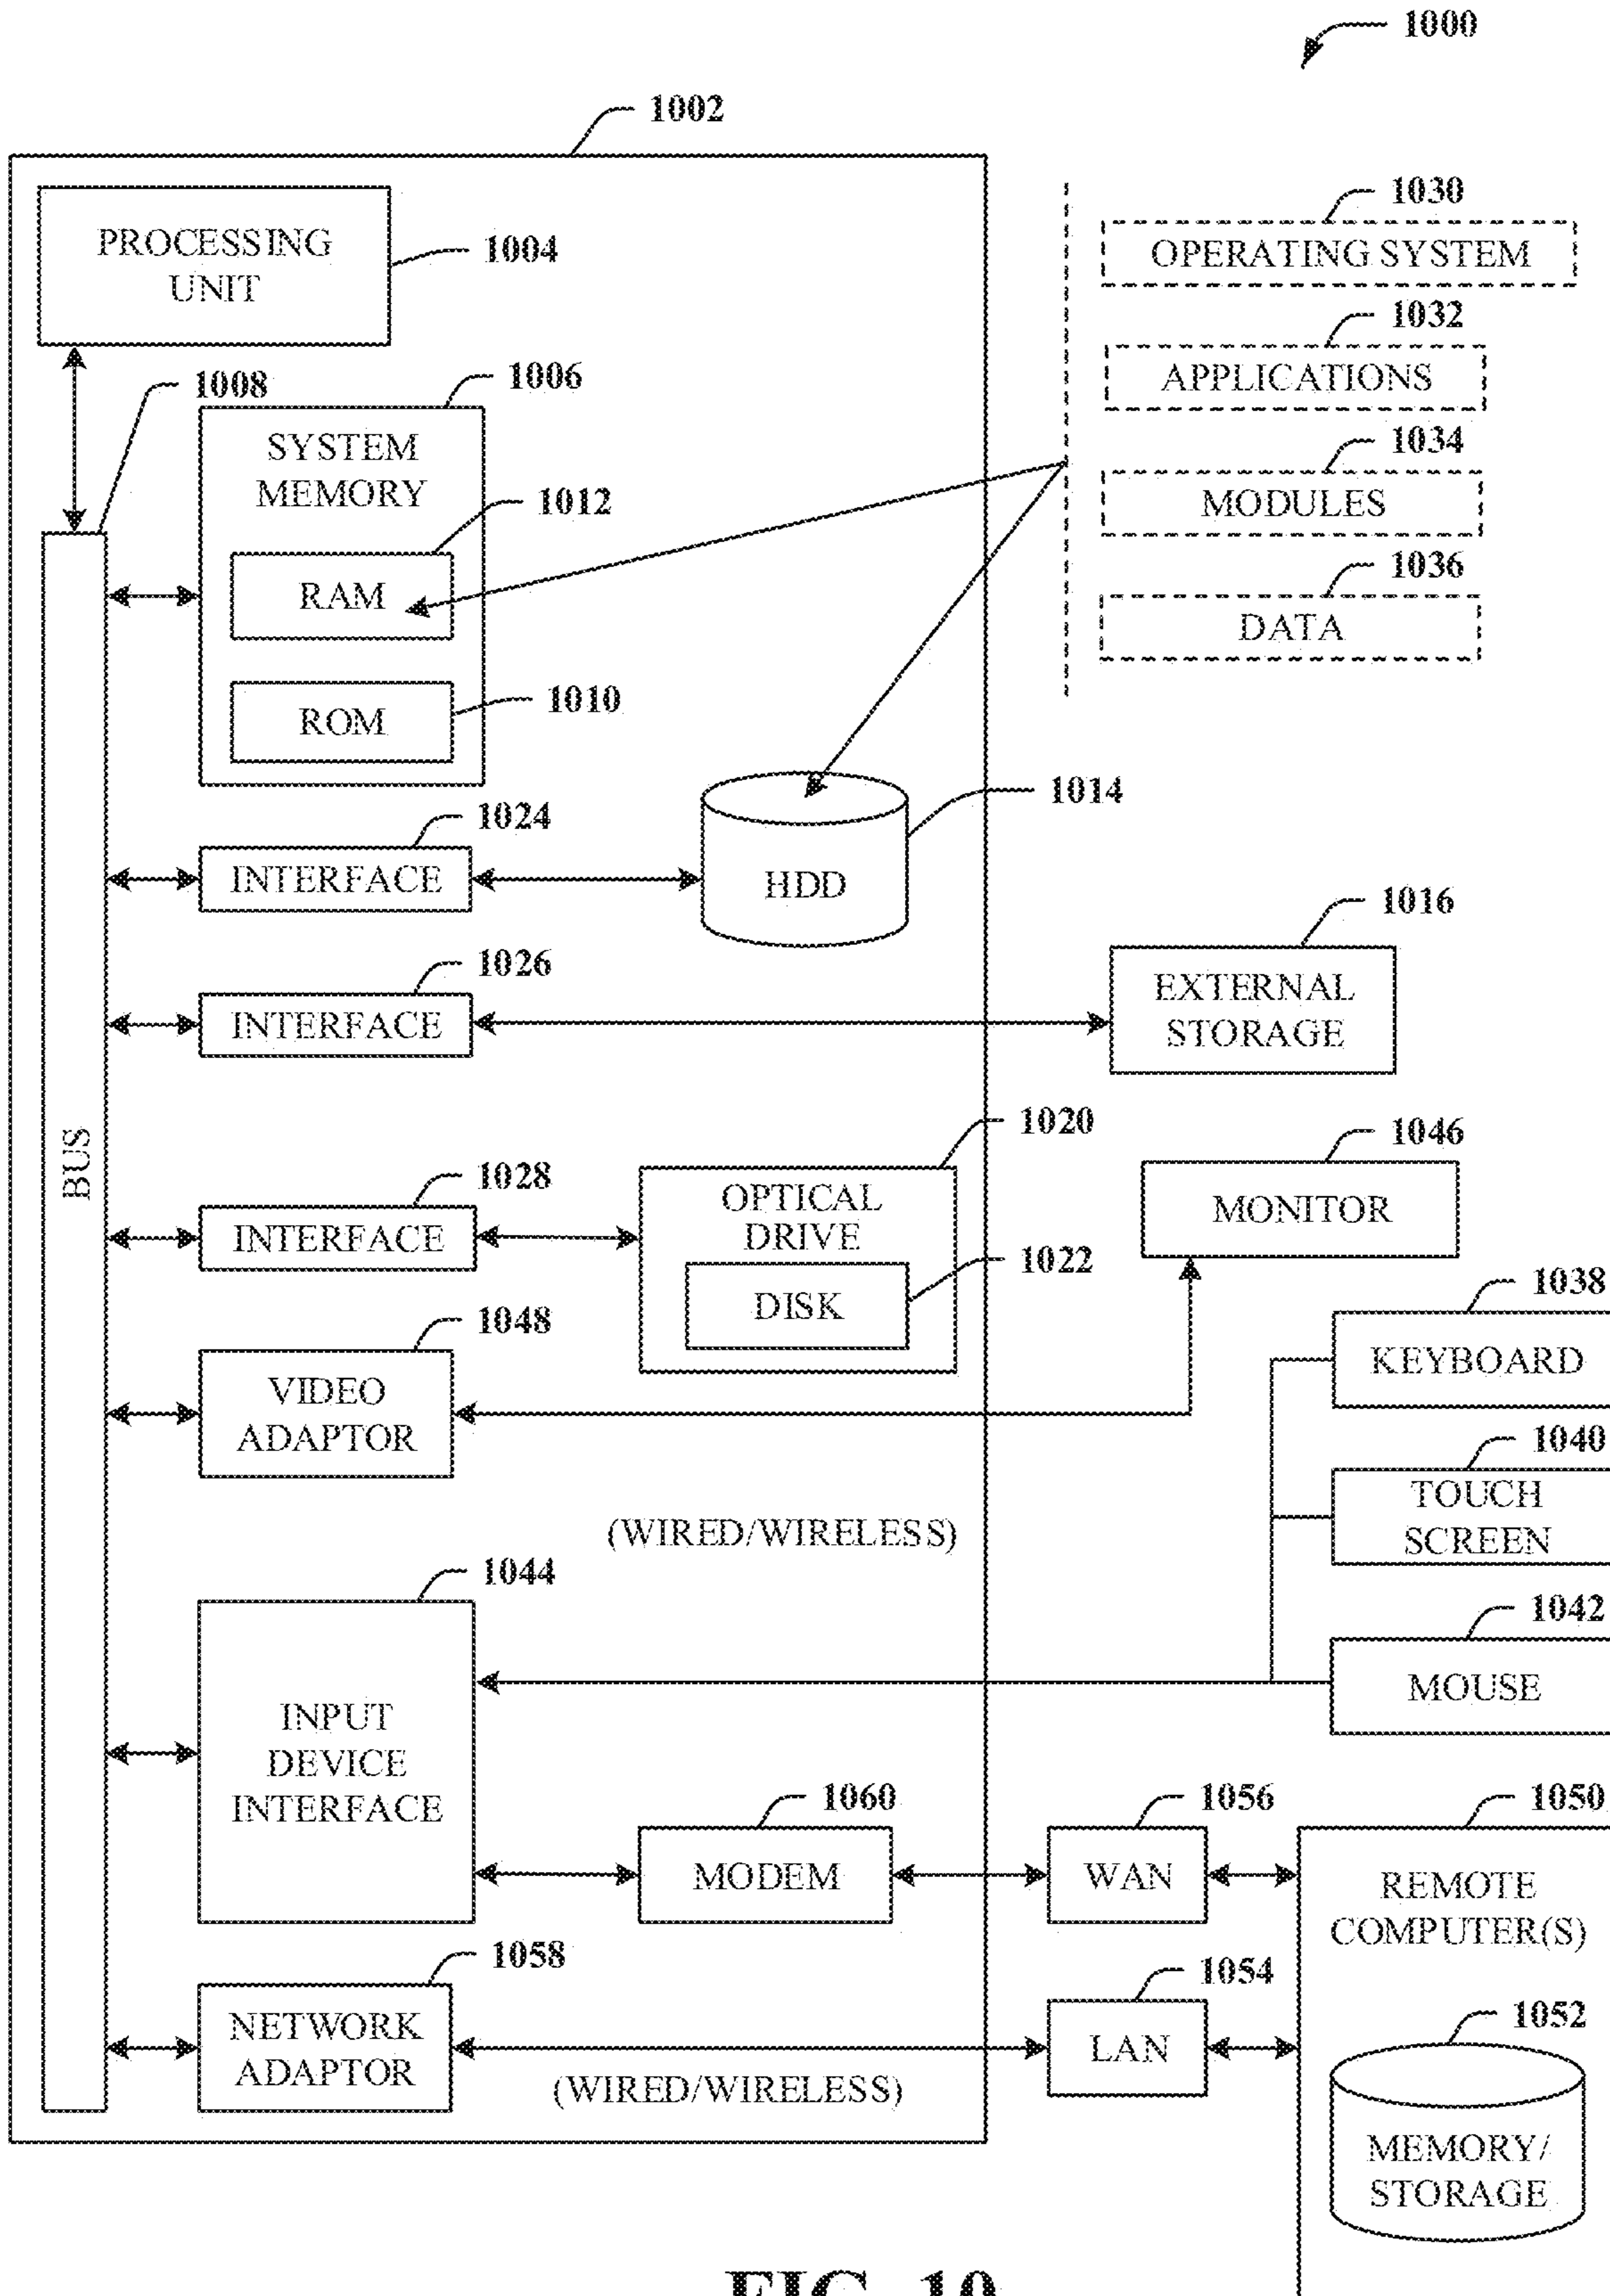 1000
1002
PROCESSING
UNIT
1004
1030
OPERATING SYSTEM
1032
APPLICATIONS
1034
MODULES
1036
DATA
1008
1006
SYSTEM
MEMORY
1012
RAM
1010
ROM
1024
INTERFACE
1014
HDD
1026
INTERFACE
1016
EXTERNAL
STORAGE
BUS
1028
INTERFACE
1020
OPTICAL
DRIVE
1022
DISK
1046
MONITOR
1048
VIDEO
ADAPTOR
1038
KEYBOARD
1040
TOUCH
SCREEN
(WIRED/WIRELESS)
1044
INPUT
DEVICE
INTERFACE
1042
MOUSE
1060
MODEM
1056
WAN
1050
REMOTE
COMPUTER(S)
1058
NETWORK
ADAPTOR
(WIRED/WIRELESS)
1054
LAN
1052
MEMORY/
STORAGE
FIG. 10